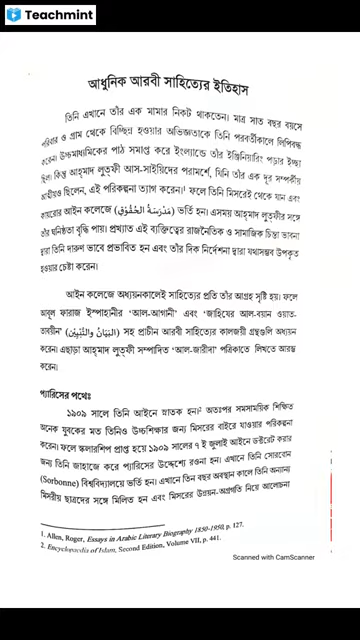 Teachmint
আধুনিক আরবী সাহিত্যের ইতিহাস
তিনি এখানে তাঁর এক মামার নিকট থাকতেন। মাত্র সাত বছর বয়সে
পরিবার ও গ্রাম থেকে বিচ্ছিন্ন হওয়ার অভিজ্ঞতাকে তিনি পরবর্তীকালে লিপিবদ্ধ
করেন। উচ্চমাধ্যমিকের পাঠ সমাপ্ত করে ইংল্যান্ডে তাঁর ইঞ্জিনিয়ারিং পড়ার ইচ্ছা
ছিল। কিন্তু আহ্‌মাদ লুত্‌ফী আস-সাইয়িদের পরামর্শে, যিনি তাঁর এক দূর সম্পর্কীয়
আত্মীয়ও ছিলেন, এই পরিকল্পনা ত্যাগ করেন।¹ ফলে তিনি মিসরেই থেকে যান এবং
কায়রোর আইন কলেজে (مَدْرَسَةُ الحُقُوْقِ) ভর্তি হন। এসময় আহ্‌মাদ লুত্‌ফীর সঙ্গে
তাঁর ঘনিষ্ঠতা বৃদ্ধি পায়। প্রখ্যাত এই ব্যক্তিত্বের রাজনৈতিক ও সামাজিক চিন্তা ভাবনা
দ্বারা তিনি দারুণ ভাবে প্রভাবিত হন এবং তাঁর দিক নির্দেশনা দ্বারা যথাসম্ভব উপকৃত
হওয়ার চেষ্টা করেন।
আইন কলেজে অধ্যয়নকালেই সাহিত্যের প্রতি তাঁর আগ্রহ সৃষ্টি হয়। ফলে
আবূল ফারাজ ইস্পাহানীর 'আল-আগানী' এবং 'জাহিযের আল-বয়ান ওয়াত-
তাবয়ীন' (البَيَانُ والتَّبْيِيْن) সহ প্রাচীন আরবী সাহিত্যের কালজয়ী গ্রন্থগুলি অধ্যয়ন
করেন। এছাড়া আহ্‌মাদ লুত্‌ফী সম্পাদিত 'আল-জারীদা' পত্রিকাতে লিখতে আরম্ভ
করেন।
প্যারিসের পথেঃ
১৯০৯ সালে তিনি আইনে স্নাতক হন।² অতঃপর সমসাময়িক শিক্ষিত
অনেক যুবকের মত তিনিও উচ্চশিক্ষার জন্য মিসরের বাইরে যাওয়ার পরিকল্পনা
করেন। ফলে স্কলারশিপ প্রাপ্ত হয়ে ১৯০৯ সালের ৭ ই জুলাই আইনে ডক্টরেট করার
জন্য তিনি জাহাজে করে প্যারিসের উদ্দেশ্যে রওনা হন। এখানে তিনি সোরবোন
(Sorbonne) বিশ্ববিদ্যালয়ে ভর্তি হন। এখানে তিন বছর অবস্থান কালে তিনি অন্যান্য
মিসরীয় ছাত্রদের সঙ্গে মিলিত হন এবং মিসরের উন্নয়ন-অগ্রগতি নিয়ে আলোচনা
1. Allen, Roger, Essays in Arabic Literary Biography 1850-1950, p. 127.
2. Encyclopaedia of Islam, Second Edition, Volume VII, p. 441.
Scanned with CamScanner